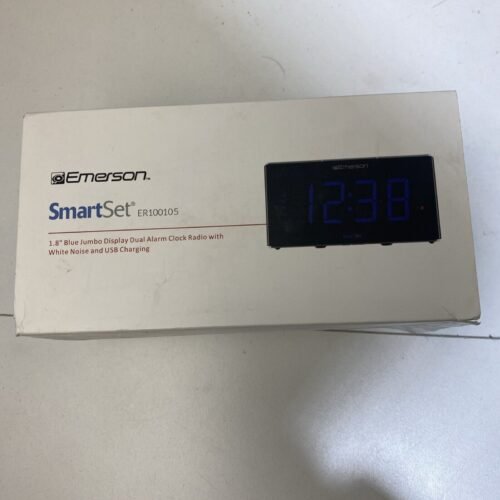 Emerson™
SmartSet® ER100105
1.8" Blue Jumbo Display Dual Alarm Clock Radio with
White Noise and USB Charging
Emerson
12:38